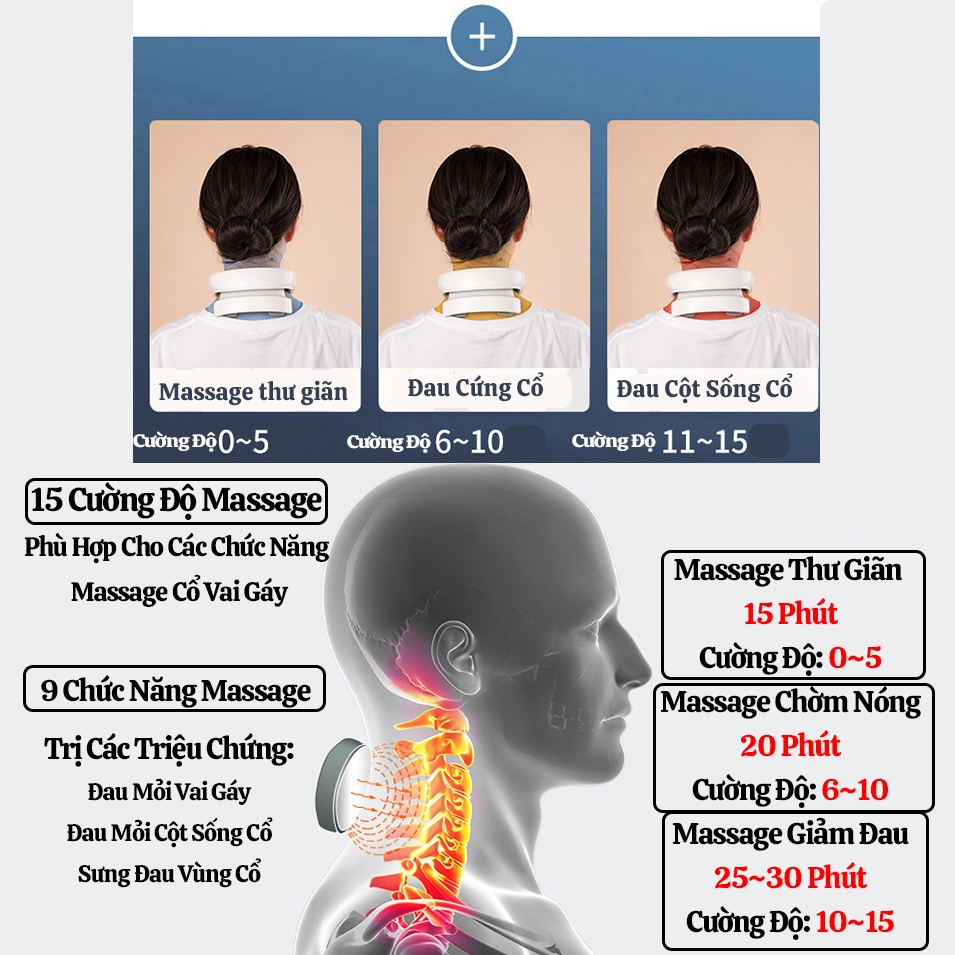 Massage thư giãn
Đau Cứng Cổ
Đau Cột Sống Cổ
Cường Độ 0~5
Cường Độ 6~10
Cường Độ 11~15
15 Cường Độ Massage
Phù Hợp Cho Các Chức Năng
Massage Cổ Vai Gáy
9 Chức Năng Massage
Trị Các Triệu Chứng:
Đau Mỏi Vai Gáy
Đau Mỏi Cột Sống Cổ
Sưng Đau Vùng Cổ
Massage Thư Giãn
15 Phút
Cường Độ: 0~5
Massage Chờm Nóng
20 Phút
Cường Độ: 6~10
Massage Giảm Đau
25~30 Phút
Cường Độ: 10~15